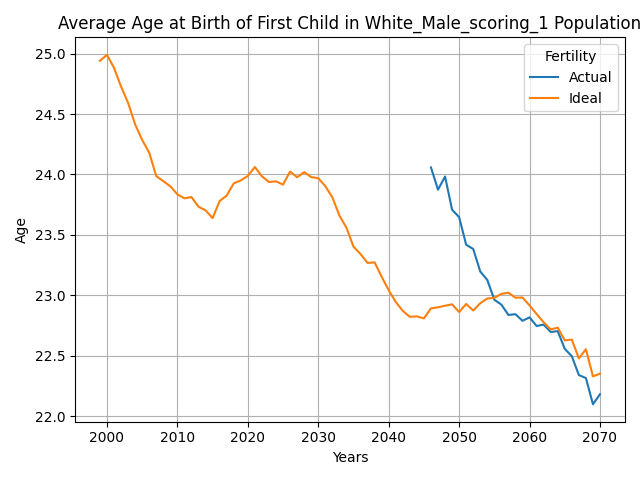 Average Age at Birth of First Child in White_Male_scoring_1 Population
Fertility
Actual
Ideal
25.0
24.5
24.0
23.5
23.0
22.5
22.0
Age
2000 2010 2020 2030 2040 2050 2060 2070
Years